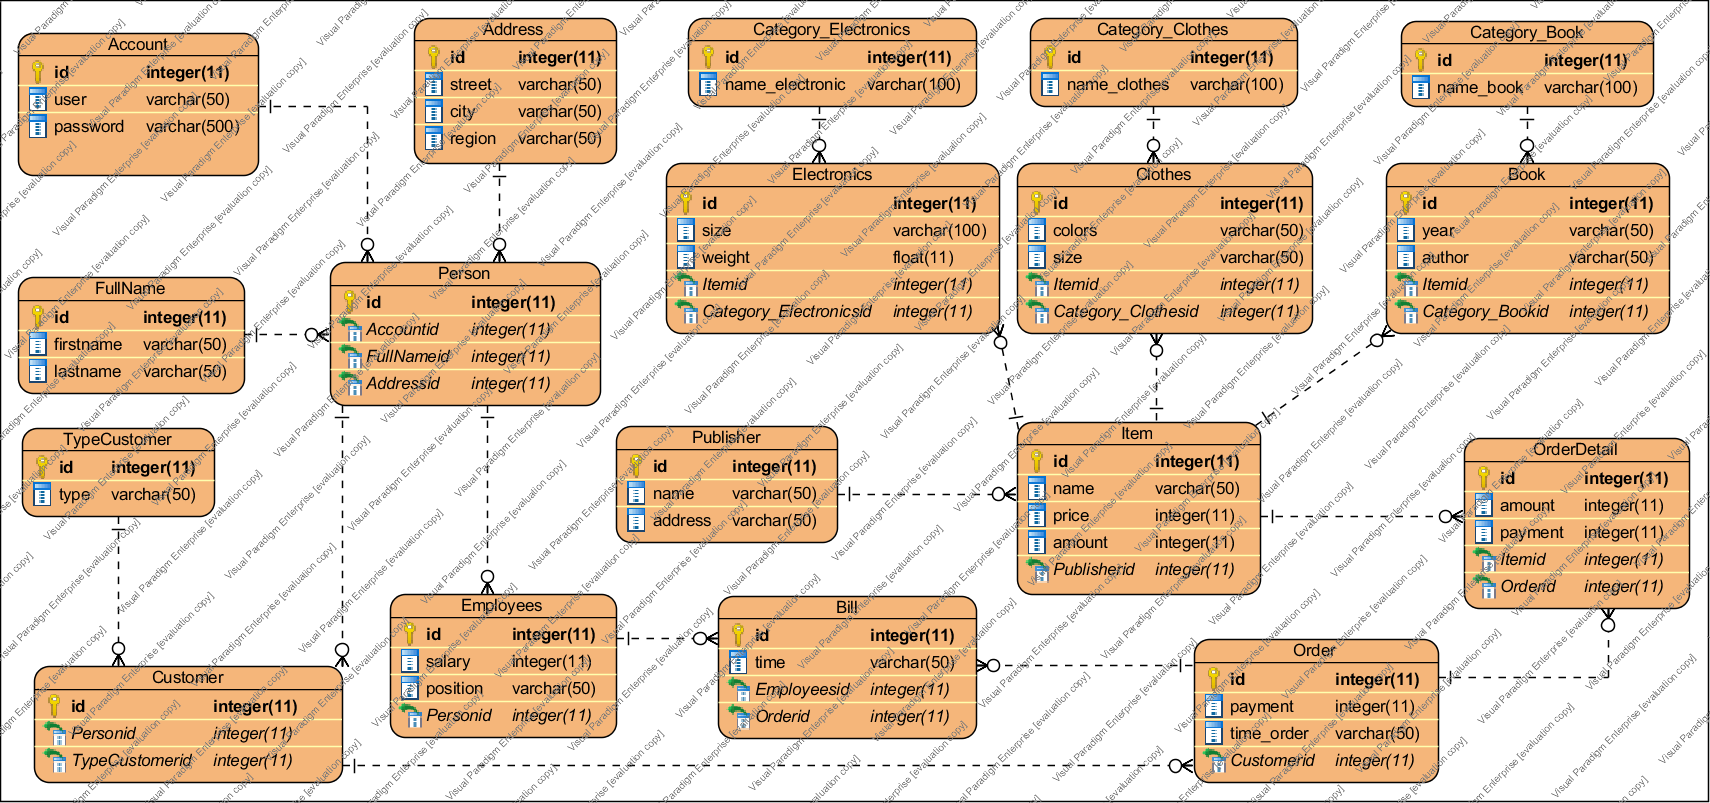 Account
id integer(11)
user varchar(50)
password varchar(500)
Address
id integer(11)
street varchar(50)
city varchar(50)
region varchar(50)
Category_Electronics
id integer(11)
name_electronic varchar(100)
Category_Clothes
id integer(11)
name_clothes varchar(100)
Category_Book
id integer(11)
name_book varchar(100)
Electronics
id integer(11)
size varchar(100)
weight float(11)
Itemid integer(11)
Category_Electronicsid integer(11)
Clothes
id integer(11)
colors varchar(50)
size varchar(50)
Itemid integer(11)
Category_Clothesid integer(11)
Book
id integer(11)
year varchar(50)
author varchar(50)
Itemid integer(11)
Category_Bookid integer(11)
FullName
id integer(11)
firstname varchar(50)
lastname varchar(50)
Person
id integer(11)
Accountid integer(11)
FullNameid integer(11)
Addressid integer(11)
TypeCustomer
id integer(11)
type varchar(50)
Publisher
id integer(11)
name varchar(50)
address varchar(50)
Item
id integer(11)
name varchar(50)
price integer(11)
amount integer(11)
Publisherid integer(11)
OrderDetail
id integer(11)
amount integer(11)
payment integer(11)
Itemid integer(11)
Orderid integer(11)
Customer
id integer(11)
Personid integer(11)
TypeCustomerid integer(11)
Employees
id integer(11)
salary integer(11)
position varchar(50)
Personid integer(11)
Bill
id integer(11)
time varchar(50)
Employeesid integer(11)
Orderid integer(11)
Order
id integer(11)
payment integer(11)
time_order varchar(50)
Customerid integer(11)
Visual Paradigm Enterprise [evaluation copy]